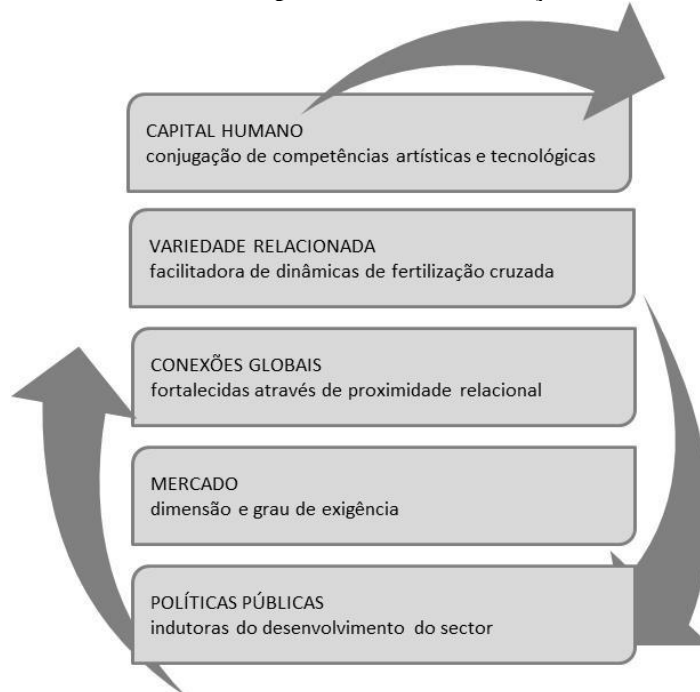 CAPITAL HUMANO
conjugação de competências artísticas e tecnológicas
VARIEDADE RELACIONADA
facilitadora de dinâmicas de fertilização cruzada
CONEXÕES GLOBAIS
fortalecidas através de proximidade relacional
MERCADO
dimensão e grau de exigência
POLÍTICAS PÚBLICAS
indutoras do desenvolvimento do sector